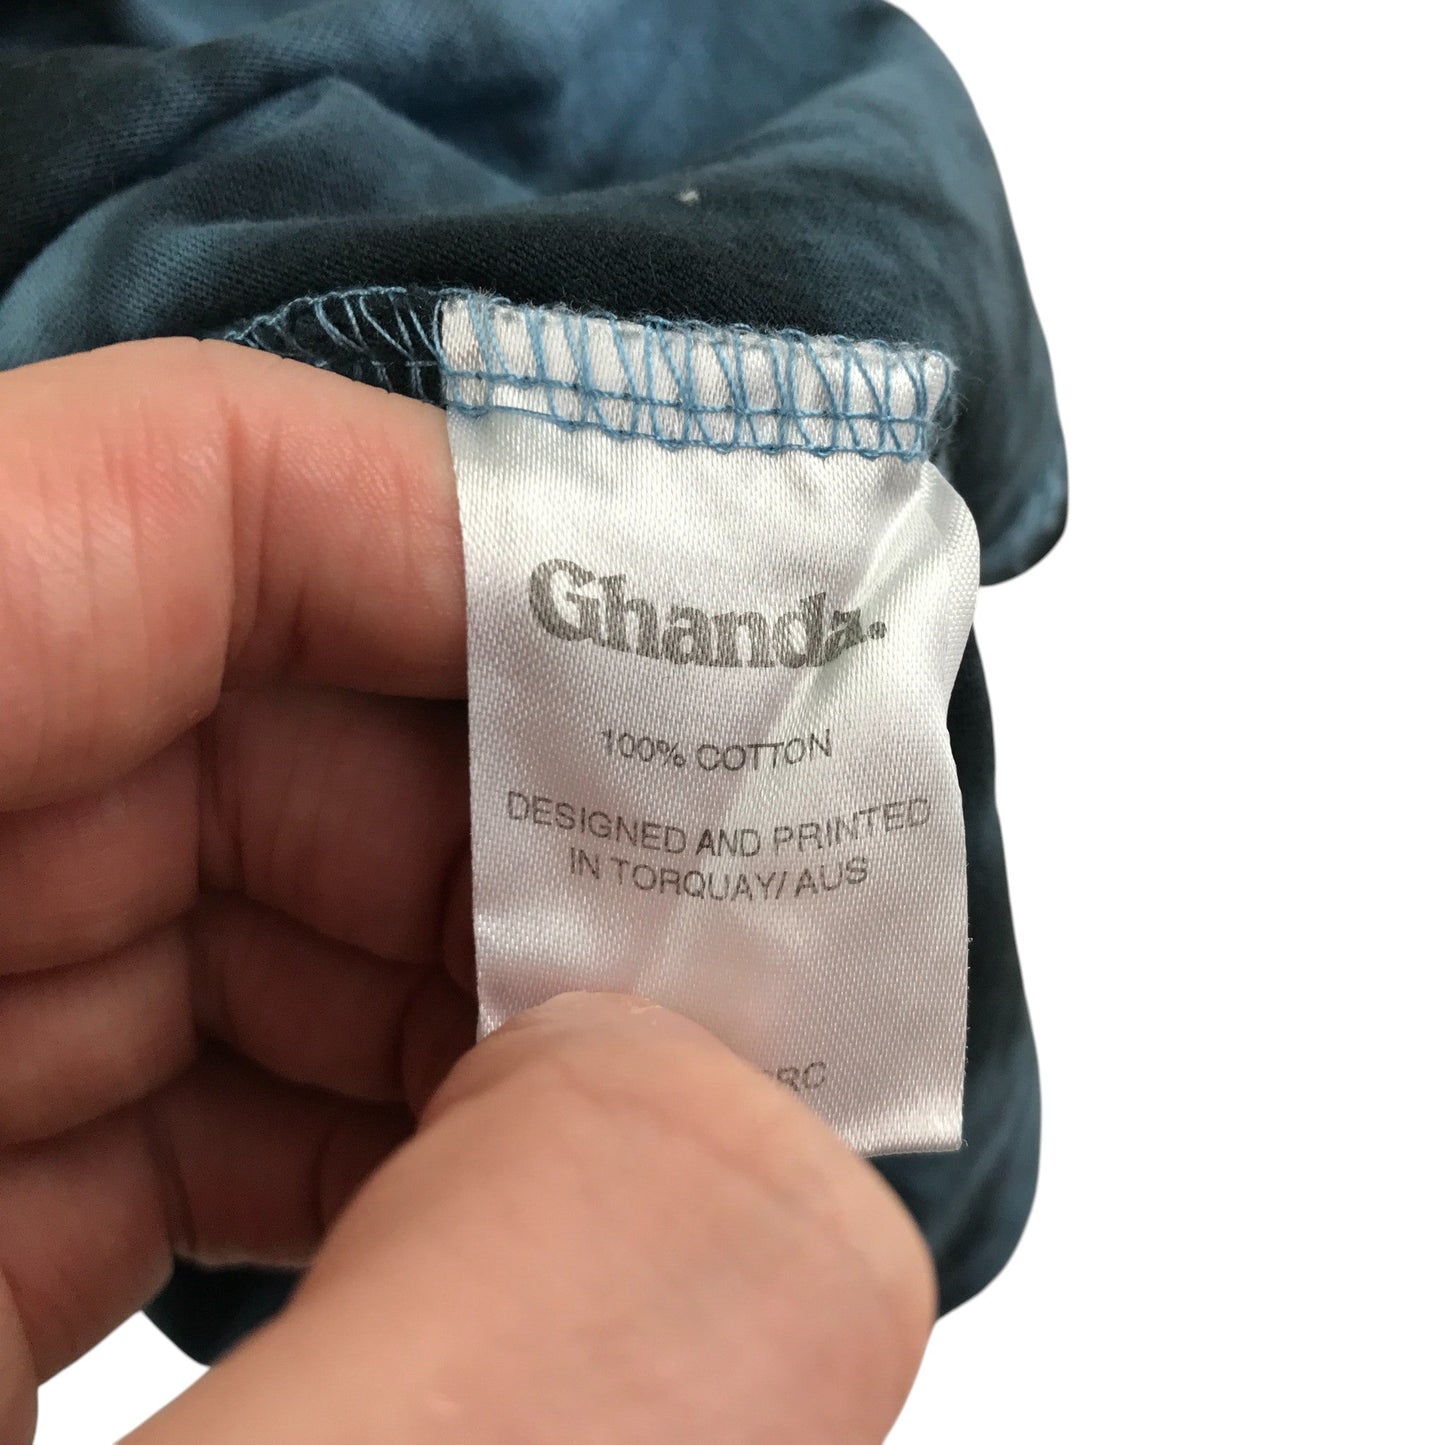 Ghanda.
100% COTTON
DESIGNED AND PRINTED
IN TORQUAY/ AUS